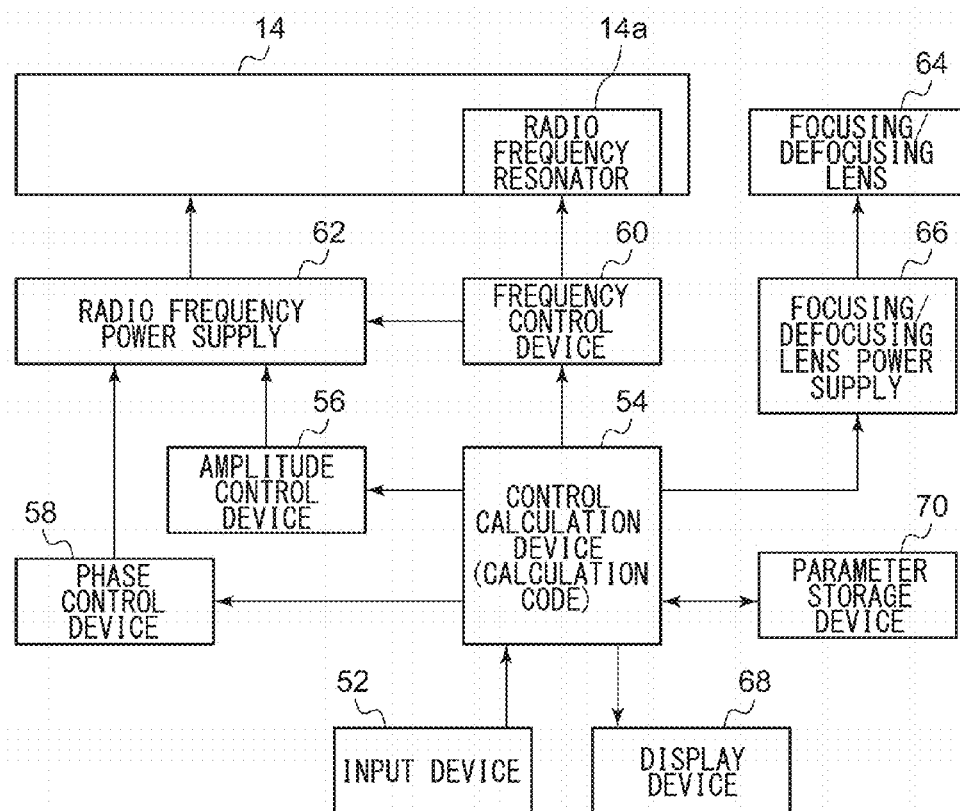 14
14a
64
RADIO
FREQUENCY
RESONATOR
FOCUSING/
DEFOCUSING
LENS
62
60
66
RADIO FREQUENCY
POWER SUPPLY
FREQUENCY
CONTROL
DEVICE
FOCUSING/
DEFOCUSING
LENS POWER
SUPPLY
56
54
AMPLITUDE
CONTROL
DEVICE
CONTROL
CALCULATION
DEVICE
(CALCULATION
CODE)
58
70
PHASE
CONTROL
DEVICE
PARAMETER
STORAGE
DEVICE
52
68
INPUT DEVICE
DISPLAY
DEVICE